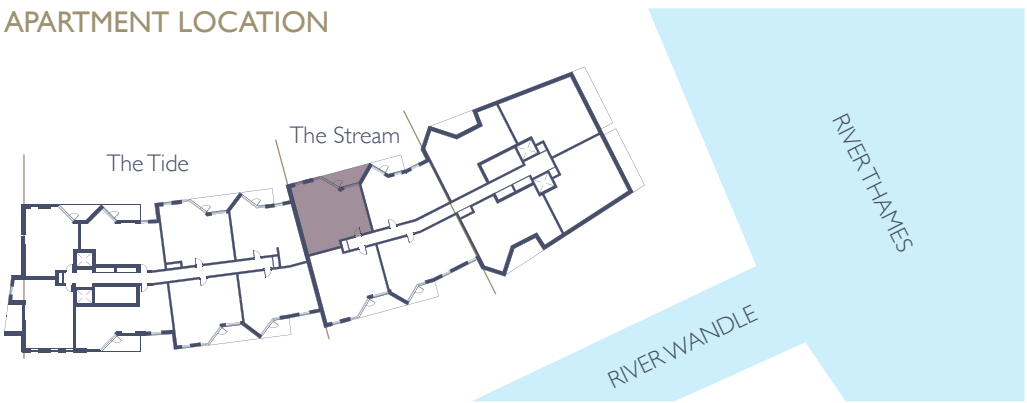 APARTMENT LOCATION
The Stream
The Tide
RIVER THAMES
RIVER WANDLE